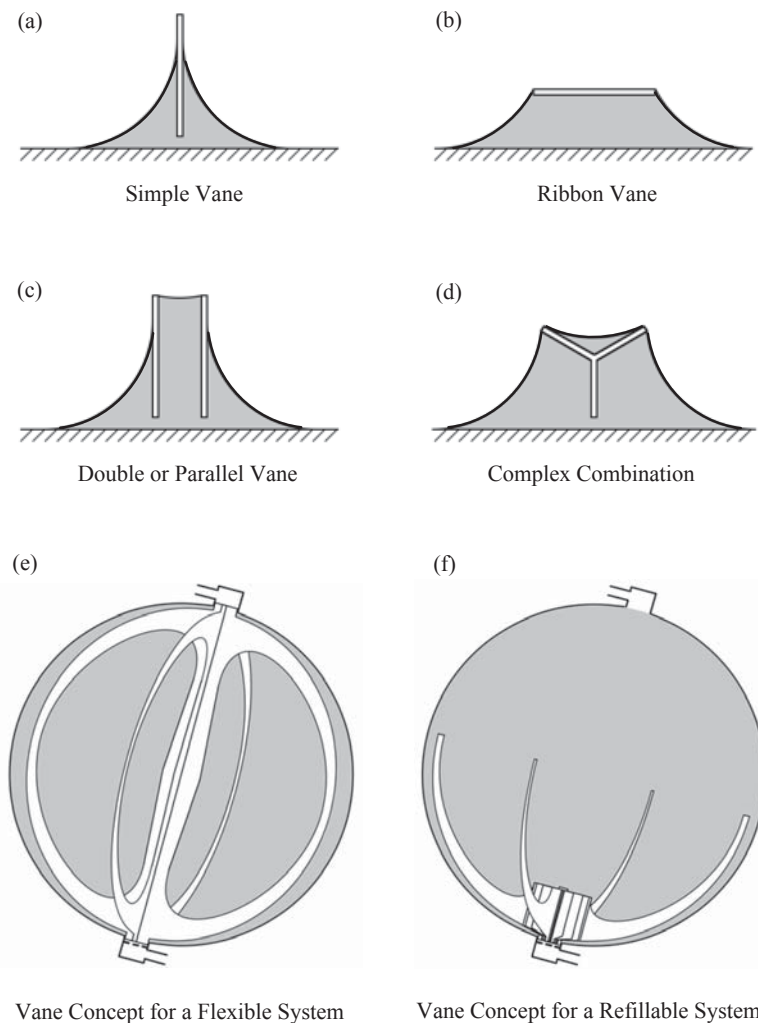 (a)
(b)
Simple Vane
Ribbon Vane
(c)
(d)
Double or Parallel Vane
Complex Combination
(e)
(f)
Vane Concept for a Flexible System
Vane Concept for a Refillable System